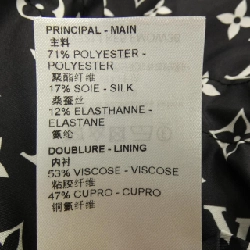 PRINCIPAL - MAIN
主料
71% POLYESTER -
POLYESTER
聚酯纤维
17% SOIE - SILK
桑蚕丝
12% ELASTHANNE -
ELASTANE
氨纶
DOUBLURE - LINING
内衬
53% VISCOSE - VISCOSE
粘胶纤维
47% CUPRO - CUPRO
铜氨纤维